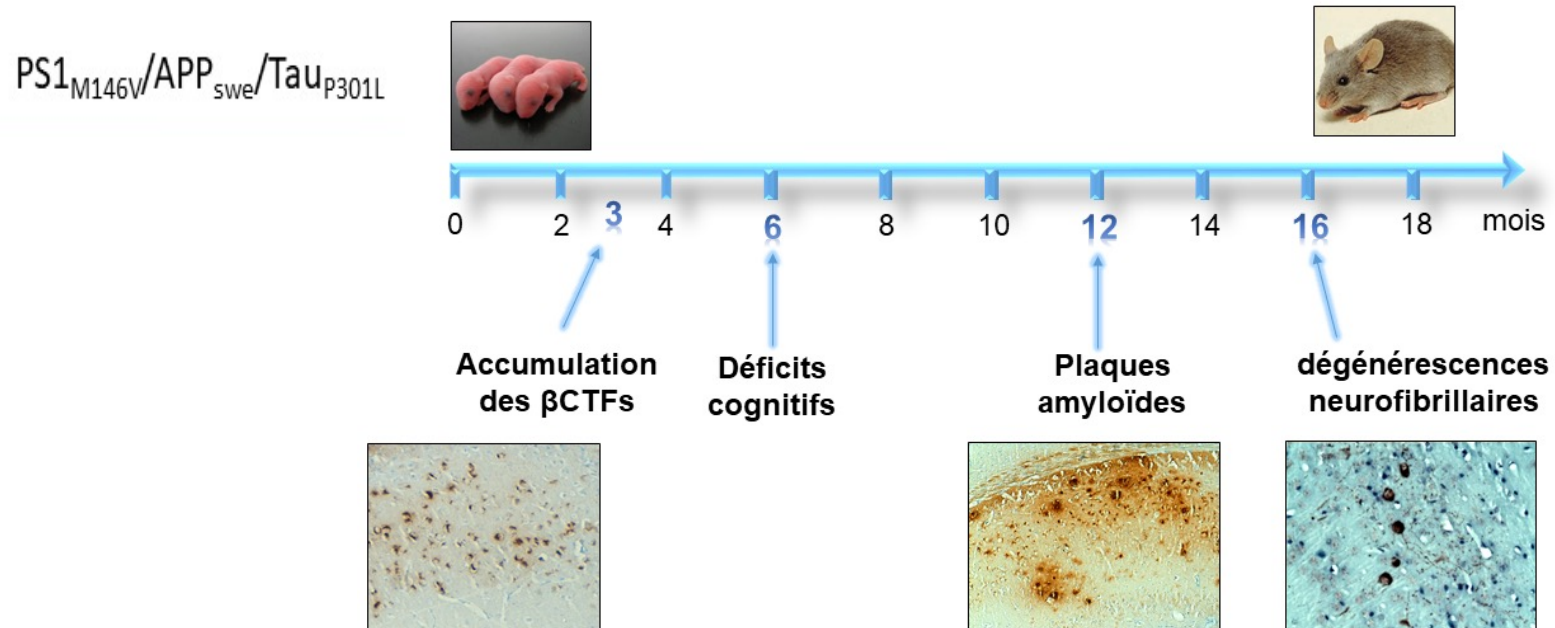 PS1M146V/APPswe/TauP301L
0 2 3 4 6 8 10 12 14 16 18 mois
Accumulation
des βCTFs
Déficits
cognitifs
Plaques
amyloïdes
dégénérescences
neurofibrillaires